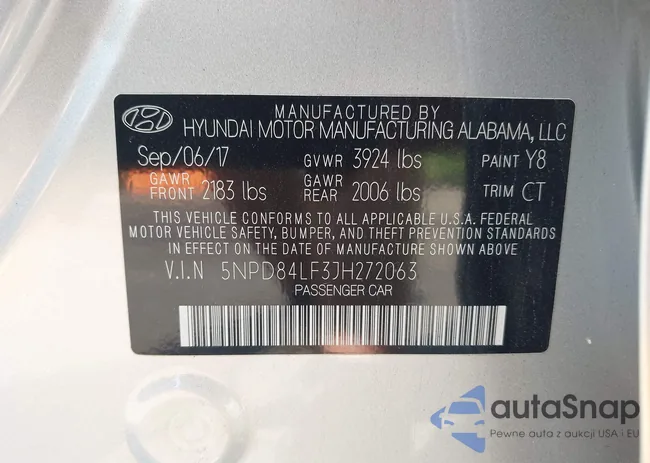 MANUFACTURED BY
HYUNDAI MOTOR MANUFACTURING ALABAMA, LLC
Sep/06/17 GVWR 3924 lbs PAINT Y8
GAWR FRONT 2183 lbs GAWR REAR 2006 lbs TRIM CT
THIS VEHICLE CONFORMS TO ALL APPLICABLE U.S.A. FEDERAL
MOTOR VEHICLE SAFETY, BUMPER, AND THEFT PREVENTION STANDARDS
IN EFFECT ON THE DATE OF MANUFACTURE SHOWN ABOVE
V.I.N 5NPD84LF3JH272063
PASSENGER CAR
autaSnap
Pewne auta z aukcji USA i EU